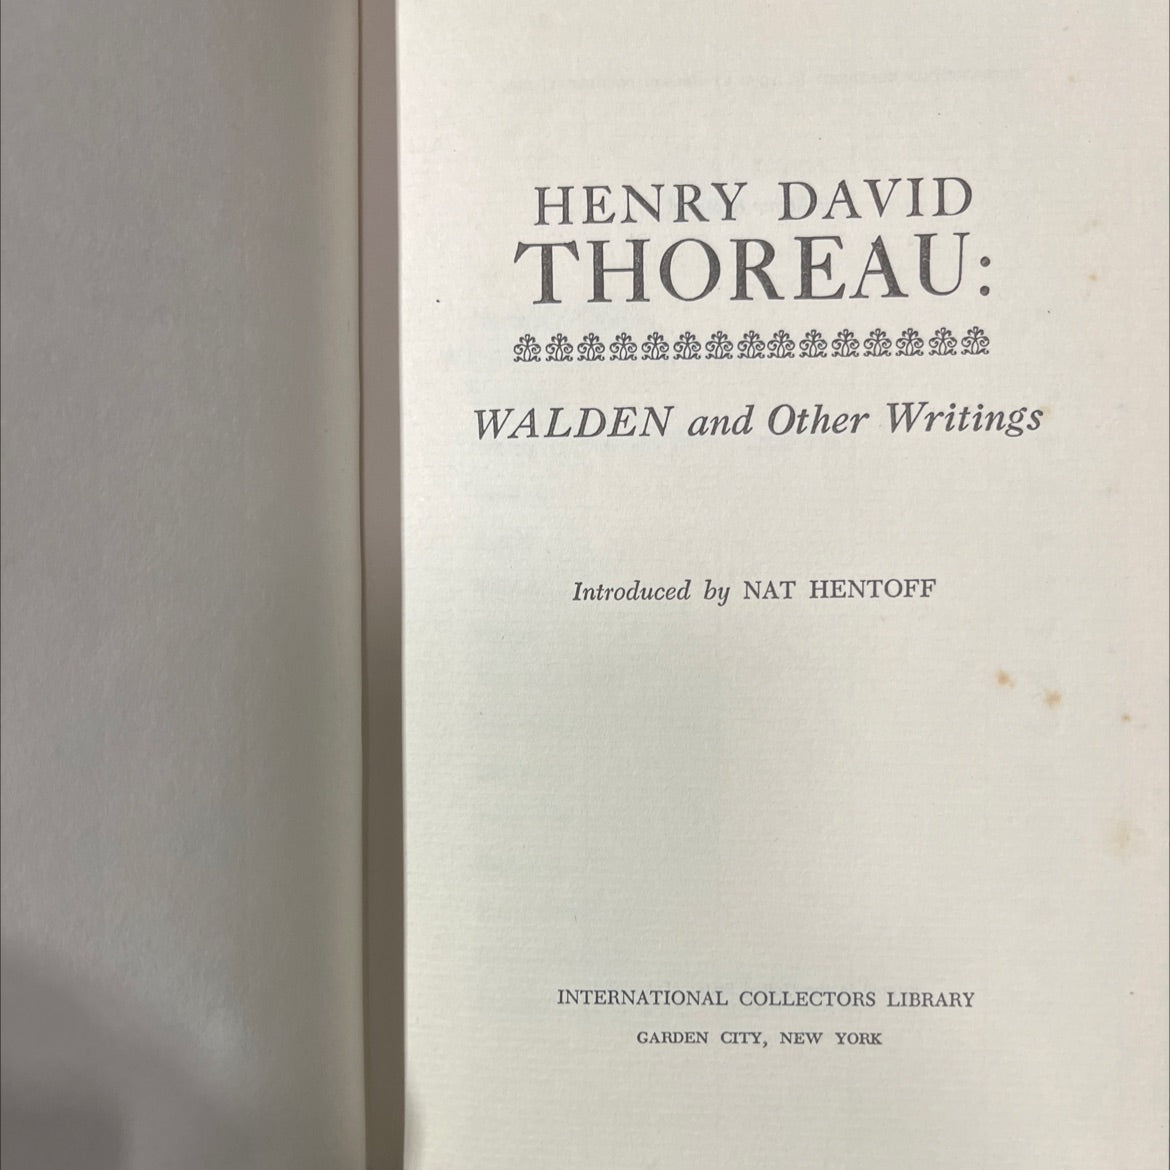 HENRY DAVID
THOREAU:
WALDEN and Other Writings
Introduced by NAT HENTOFF
INTERNATIONAL COLLECTORS LIBRARY
GARDEN CITY, NEW YORK